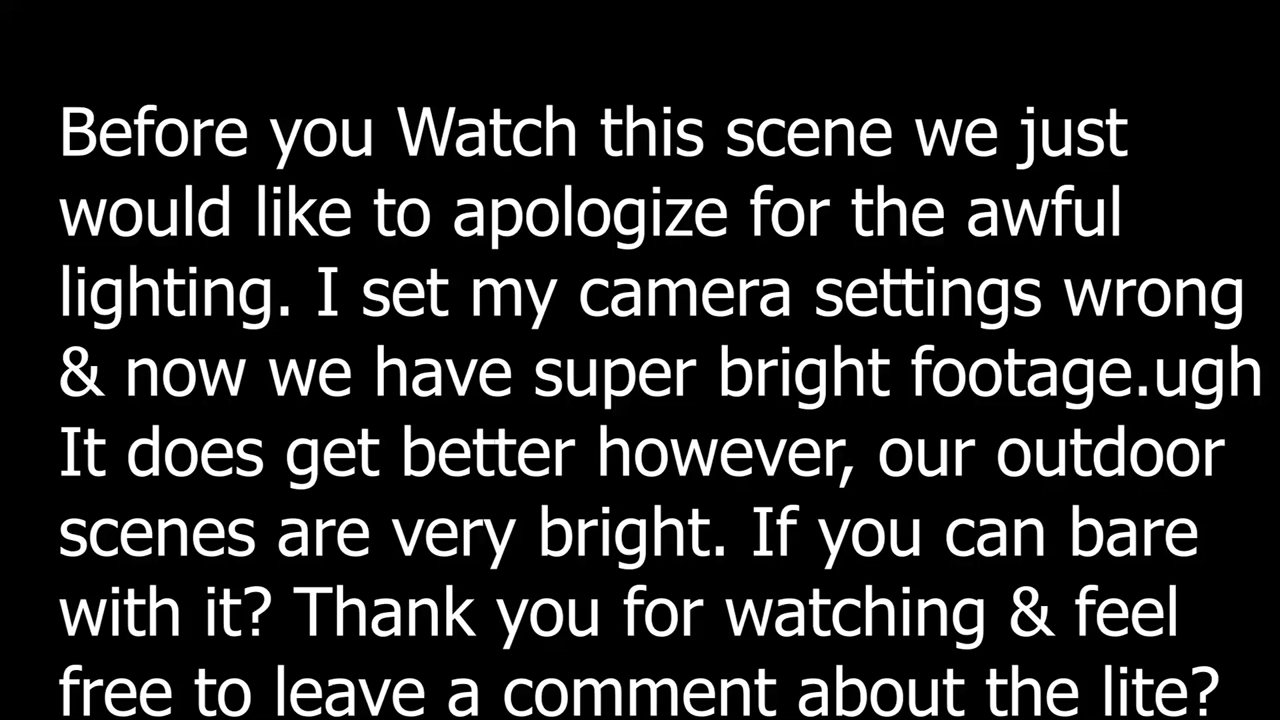 Before you Watch this scene we just
would like to apologize for the awful
lighting. I set my camera settings wrong
& now we have super bright footage.ugh
It does get better however, our outdoor
scenes are very bright. If you can bare
with it? Thank you for watching & feel
free to leave a comment about the lite?